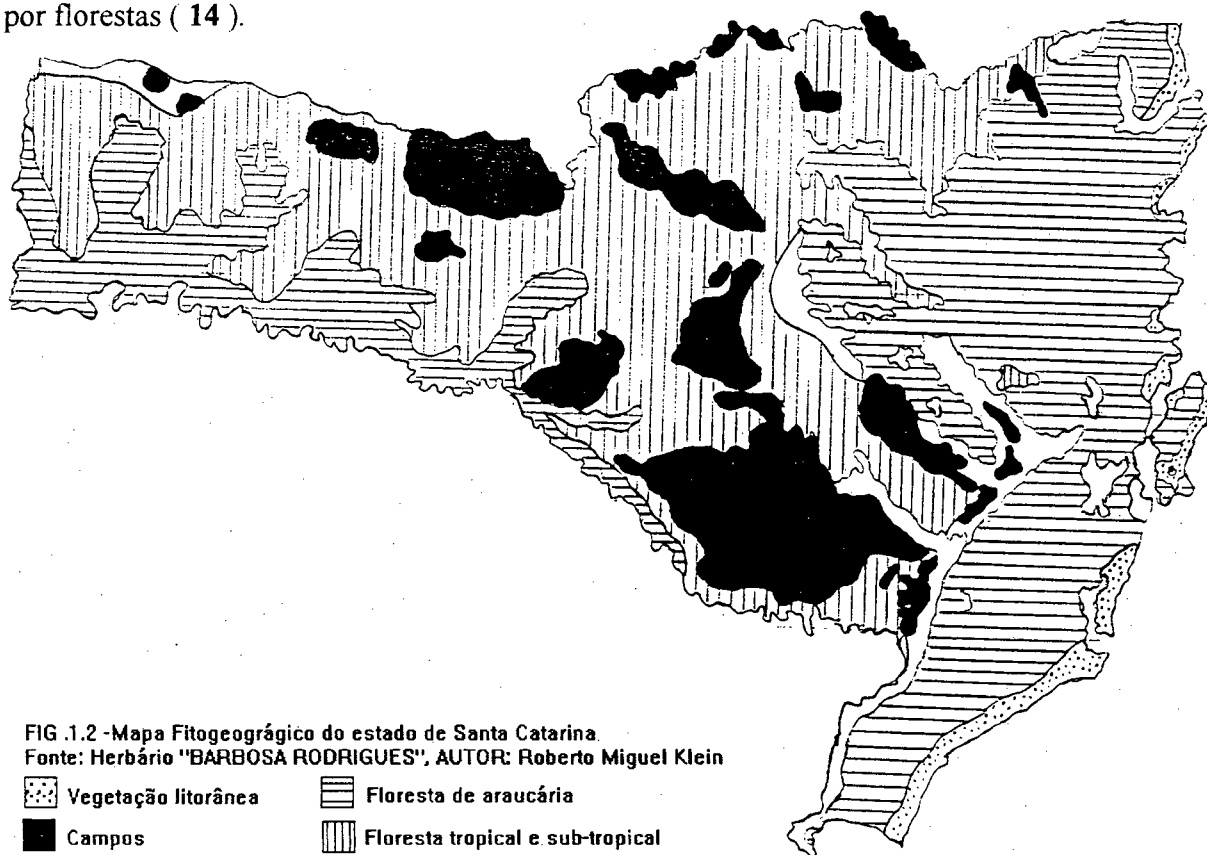 por florestas ( 14 ).
FIG .1.2 -Mapa Fitogeográgico do estado de Santa Catarina.
Fonte: Herbário "BARBOSA RODRIGUES", AUTOR: Roberto Miguel Klein
Vegetação litorânea
Floresta de araucária
Campos
Floresta tropical e sub-tropical